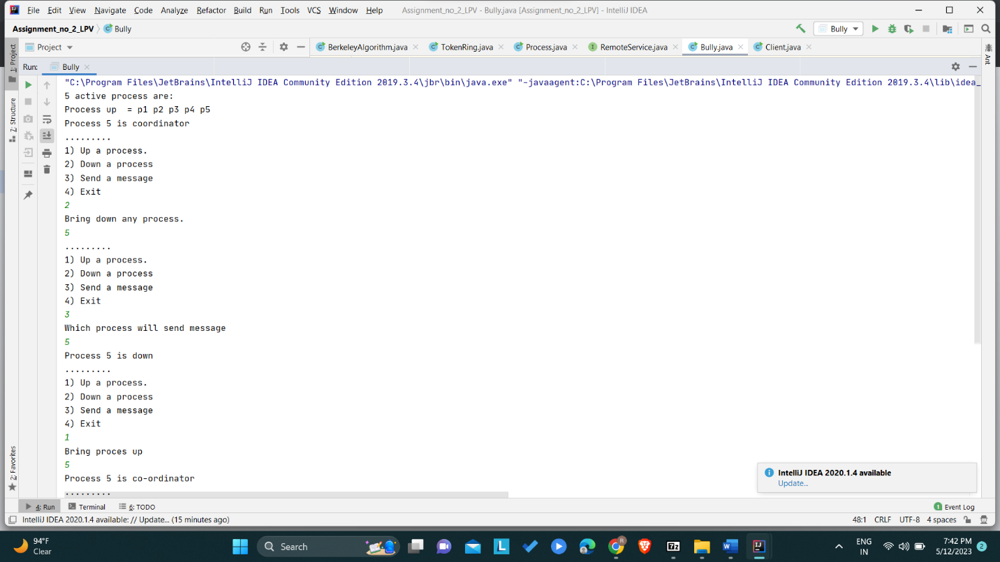 File Edit View Navigate Code Analyze Refactor Build Run Tools VCS Window Help Assignment_no_2_LPV - Bully.java [Assignment_no_2_LPV] - IntelliJ IDEA
Assignment_no_2_LPV Bully Bully
1: Project Project BerkeleyAlgorithm.java TokenRing.java Process.java RemoteService.java Bully.java Client.java Ant
Run: Bully
"C:\Program Files\JetBrains\IntelliJ IDEA Community Edition 2019.3.4\jbr\bin\java.exe" "-javaagent:C:\Program Files\JetBrains\IntelliJ IDEA Community Edition 2019.3.4\lib\idea_
5 active process are:
Process up  = p1 p2 p3 p4 p5
Process 5 is coordinator
.........
1) Up a process.
2) Down a process
3) Send a message
4) Exit
2
Bring down any process.
5
.........
1) Up a process.
2) Down a process
3) Send a message
4) Exit
3
Which process will send message
5
Process 5 is down
.........
1) Up a process.
2) Down a process
3) Send a message
4) Exit
1
Bring proces up
5
Process 5 is co-ordinator
.........
Z: Structure
2: Favorites
IntelliJ IDEA 2020.1.4 available
Update...
4: Run Terminal 6: TODO 1 Event Log
IntelliJ IDEA 2020.1.4 available: // Update... (15 minutes ago) 48:1 CRLF UTF-8 4 spaces
94°F
Clear
Search
L
R
7z
W
IJ
ENG
IN
7:42 PM
5/12/2023
2